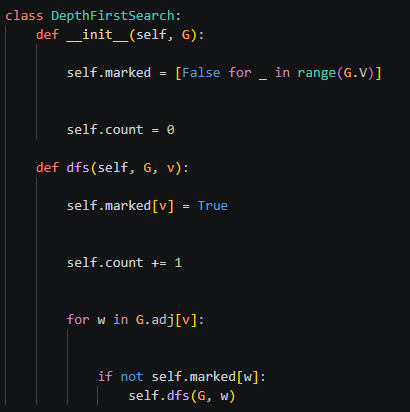 class DepthFirstSearch:
    def __init__(self, G):
        self.marked = [False for _ in range(G.V)]
        self.count = 0
    def dfs(self, G, v):
        self.marked[v] = True
        self.count += 1
        for w in G.adj[v]:
            if not self.marked[w]:
                self.dfs(G, w)